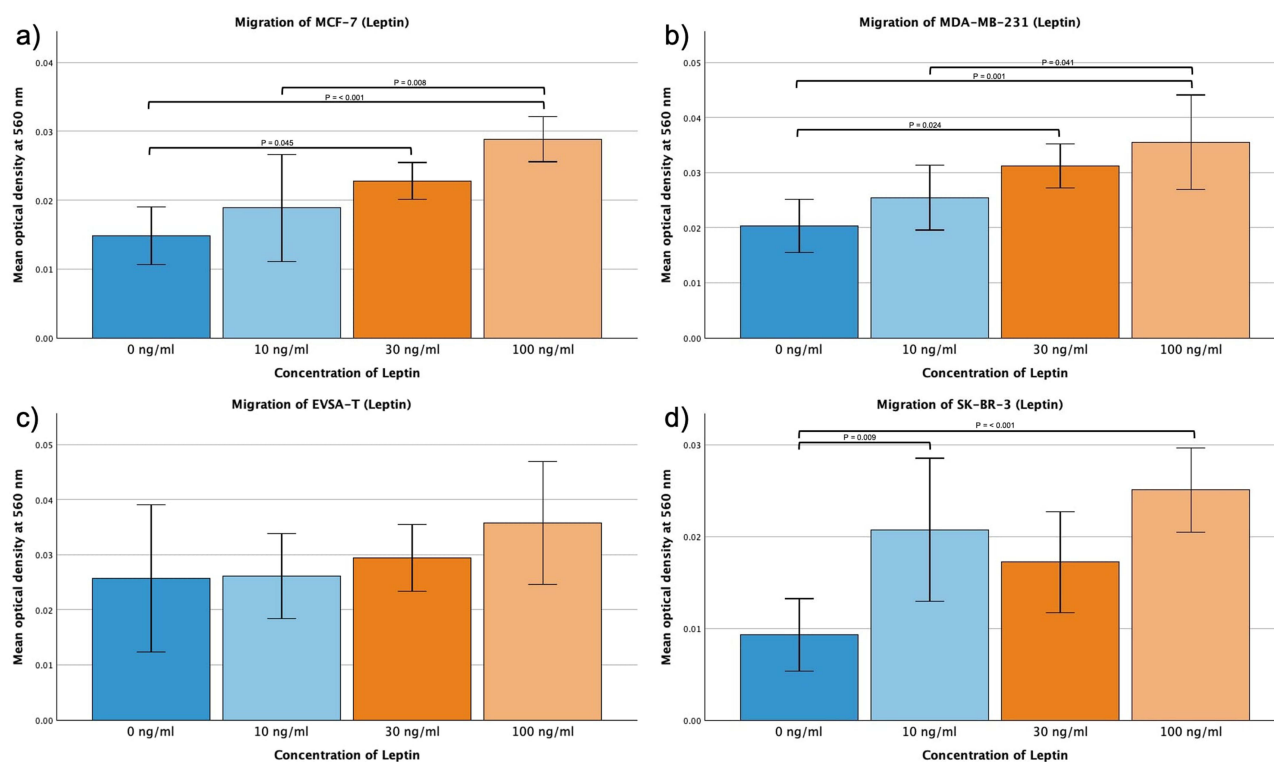 a)
Migration of MCF-7 (Leptin)
Mean optical density at 560 nm
0.04
0.03
0.02
0.01
0.00
P = 0.008
P = < 0.001
P = 0.045
0 ng/ml 10 ng/ml 30 ng/ml 100 ng/ml
Concentration of Leptin
b)
Migration of MDA-MB-231 (Leptin)
Mean optical density at 560 nm
0.05
0.04
0.03
0.02
0.01
0.00
P = 0.041
P = 0.001
P = 0.024
0 ng/ml 10 ng/ml 30 ng/ml 100 ng/ml
Concentration of Leptin
c)
Migration of EVSA-T (Leptin)
Mean optical density at 560 nm
0.05
0.04
0.03
0.02
0.01
0.00
0 ng/ml 10 ng/ml 30 ng/ml 100 ng/ml
Concentration of Leptin
d)
Migration of SK-BR-3 (Leptin)
Mean optical density at 560 nm
0.03
0.02
0.01
0.00
P = < 0.001
P = 0.009
0 ng/ml 10 ng/ml 30 ng/ml 100 ng/ml
Concentration of Leptin